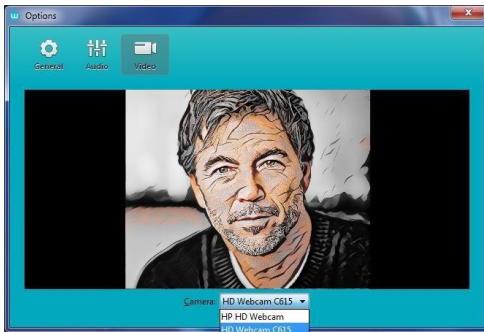 Options
General Audio Video
Camera: HD Webcam C615
HP HD Webcam
HD Webcam C615